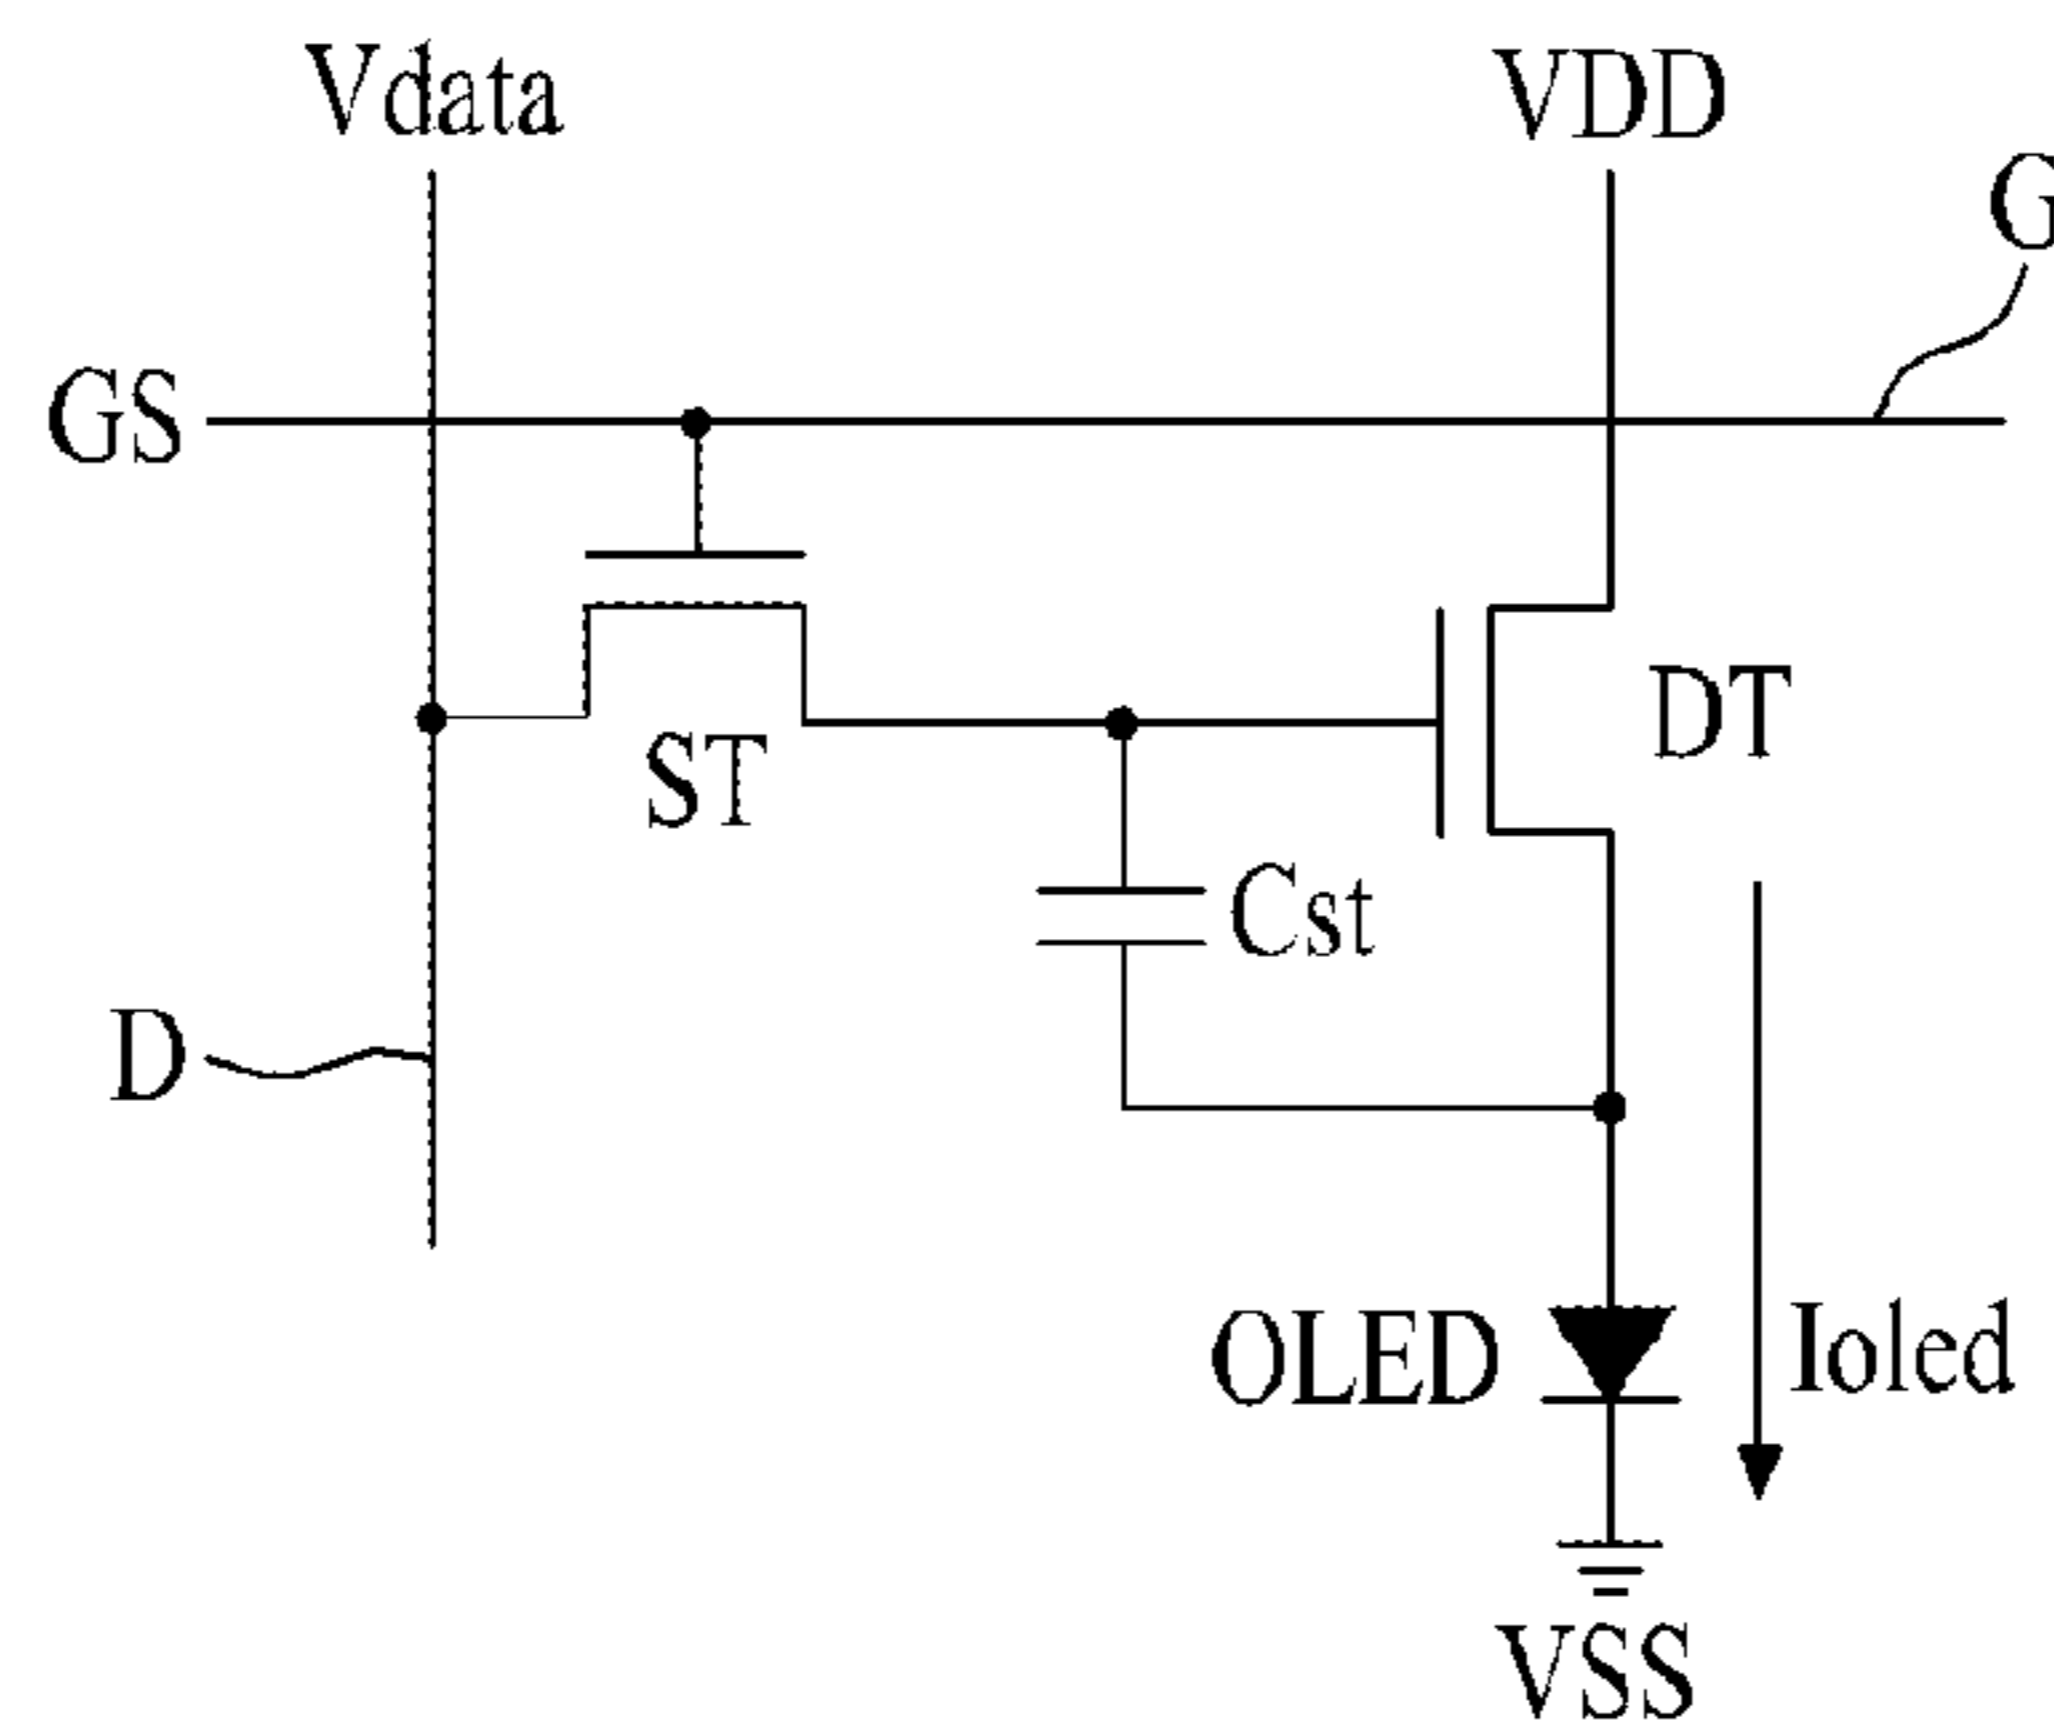 Vdata
VDD
G
GS
DT
ST
Cst
D
OLED
Ioled
VSS